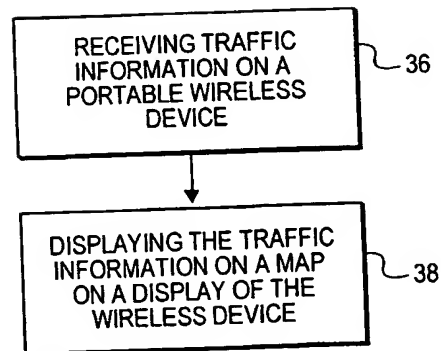 RECEIVING TRAFFIC
INFORMATION ON A
PORTABLE WIRELESS
DEVICE
36
DISPLAYING THE TRAFFIC
INFORMATION ON A MAP
ON A DISPLAY OF THE
WIRELESS DEVICE
38